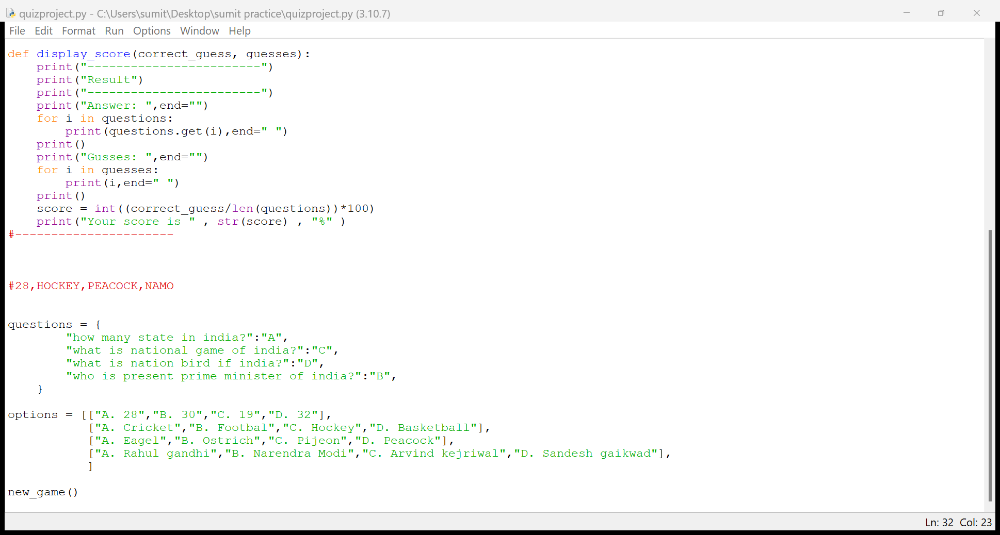 quizproject.py - C:\Users\sumit\Desktop\sumit practice\quizproject.py (3.10.7)
File Edit Format Run Options Window Help
def display_score(correct_guess, guesses):
    print("------------------------")
    print("Result")
    print("------------------------")
    print("Answer: ",end="")
    for i in questions:
        print(questions.get(i),end=" ")
    print()
    print("Gusses: ",end="")
    for i in guesses:
        print(i,end=" ")
    print()
    score = int((correct_guess/len(questions))*100)
    print("Your score is " , str(score) , "%" )
#----------------------
#28,HOCKEY,PEACOCK,NAMO
questions = {
        "how many state in india?":"A",
        "what is national game of india?":"C",
        "what is nation bird if india?":"D",
        "who is present prime minister of india?":"B",
    }
options = [["A. 28","B. 30","C. 19","D. 32"],
           ["A. Cricket","B. Footbal","C. Hockey","D. Basketball"],
           ["A. Eagel","B. Ostrich","C. Pijeon","D. Peacock"],
           ["A. Rahul gandhi","B. Narendra Modi","C. Arvind kejriwal","D. Sandesh gaikwad"],
           ]
new_game()
Ln: 32 Col: 23